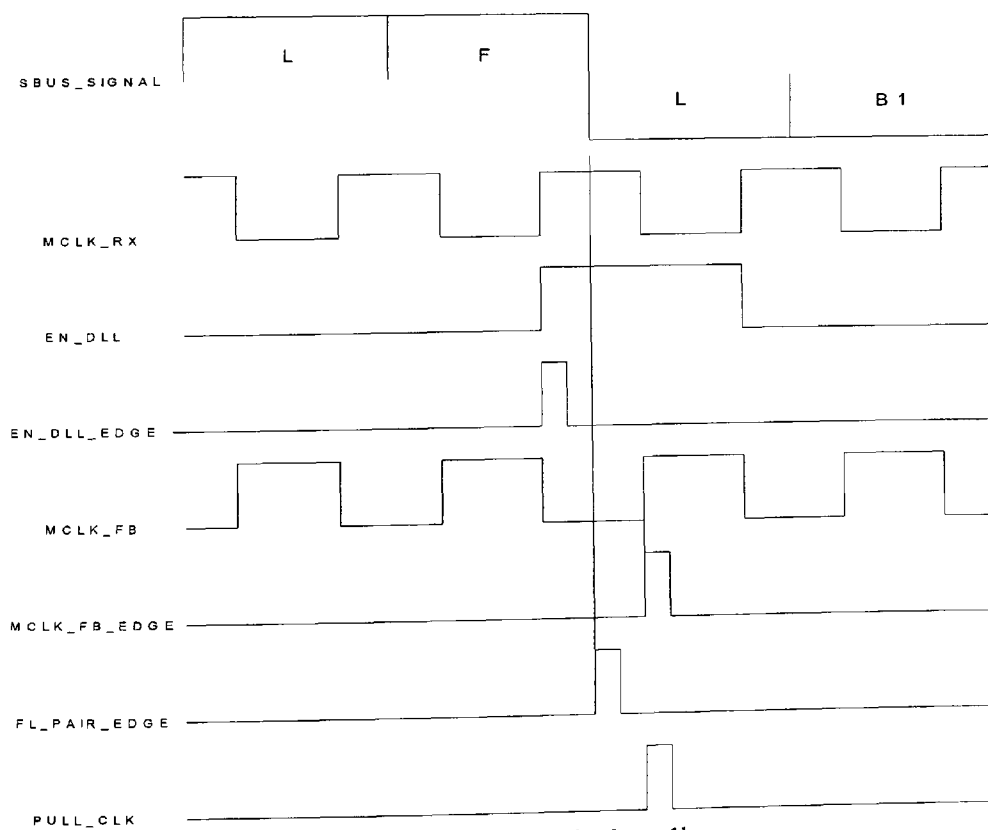 L
F
SBUS_SIGNAL
L
B1
MCLK_RX
EN_DLL
EN_DLL_EDGE
MCLK_FB
MCLK_FB_EDGE
FL_PAIR_EDGE
PULL_CLK